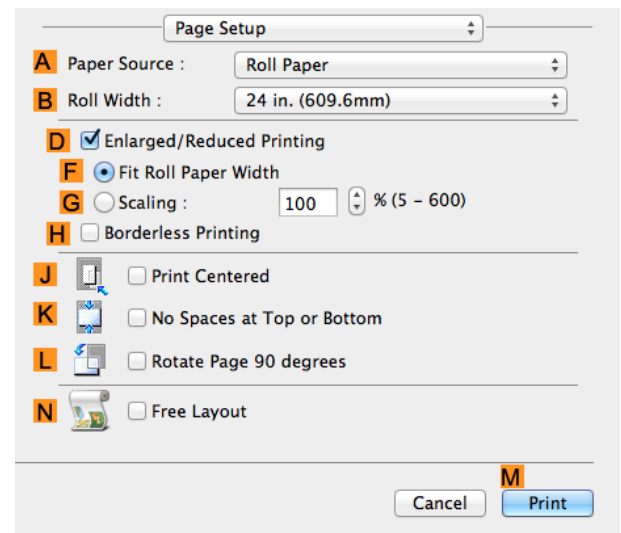 Page Setup
A Paper Source : Roll Paper
B Roll Width : 24 in. (609.6mm)
D Enlarged/Reduced Printing
F Fit Roll Paper Width
G Scaling : 100 % (5 - 600)
H Borderless Printing
J Print Centered
K No Spaces at Top or Bottom
L Rotate Page 90 degrees
N Free Layout
M
Cancel Print